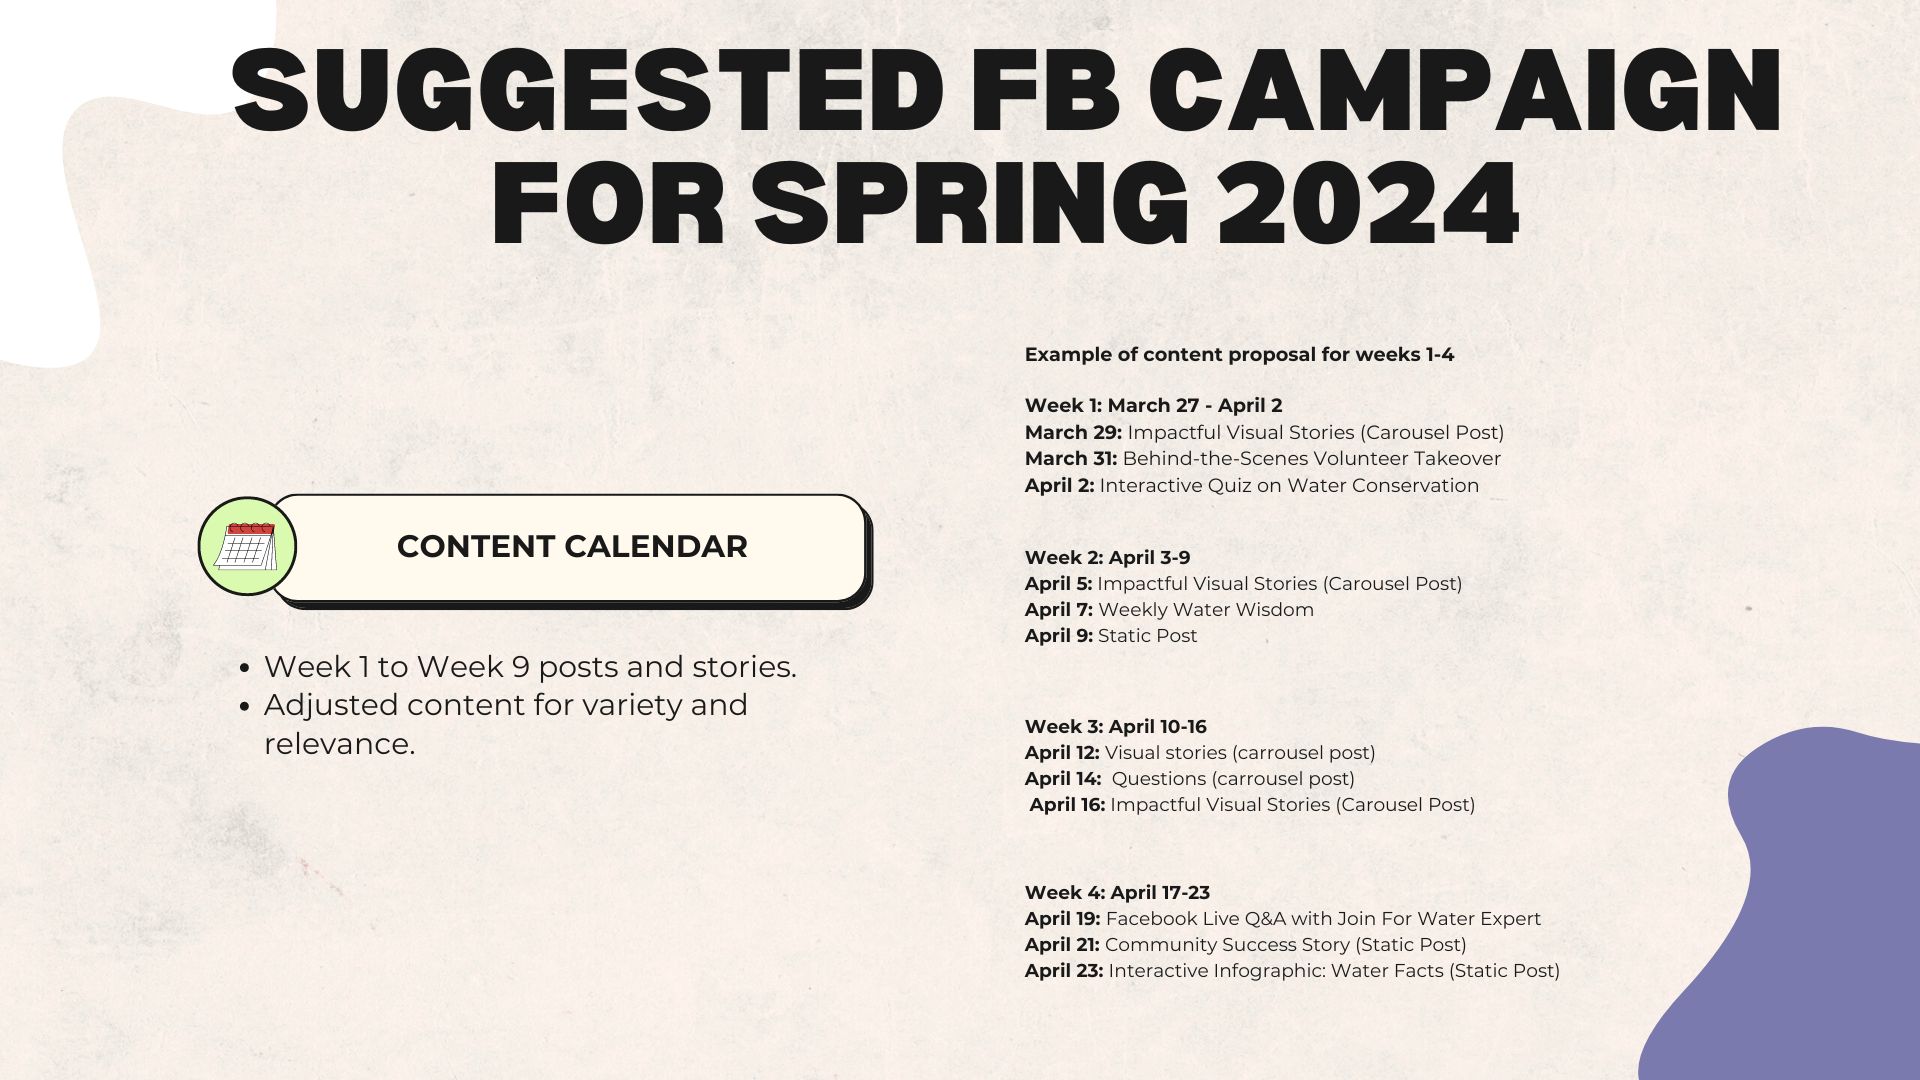 SUGGESTED FB CAMPAIGN
FOR SPRING 2024
CONTENT CALENDAR
• Week 1 to Week 9 posts and stories.
• Adjusted content for variety and
relevance.
Example of content proposal for weeks 1-4
Week 1: March 27 - April 2
March 29: Impactful Visual Stories (Carousel Post)
March 31: Behind-the-Scenes Volunteer Takeover
April 2: Interactive Quiz on Water Conservation
Week 2: April 3-9
April 5: Impactful Visual Stories (Carousel Post)
April 7: Weekly Water Wisdom
April 9: Static Post
Week 3: April 10-16
April 12: Visual stories (carrousel post)
April 14:  Questions (carrousel post)
April 16: Impactful Visual Stories (Carousel Post)
Week 4: April 17-23
April 19: Facebook Live Q&A with Join For Water Expert
April 21: Community Success Story (Static Post)
April 23: Interactive Infographic: Water Facts (Static Post)